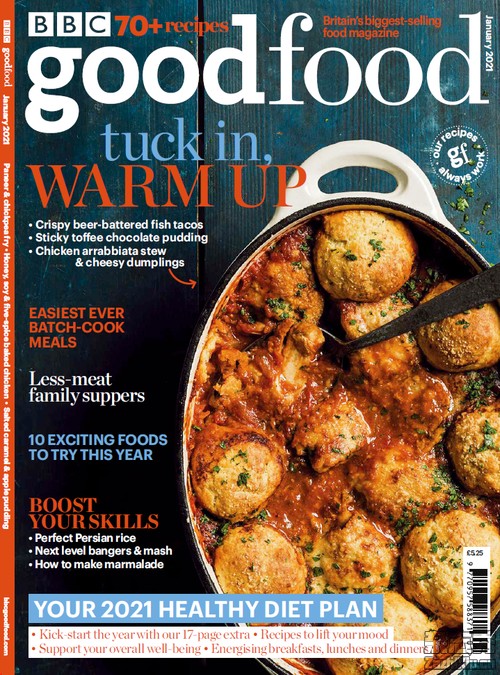 BBC 70+ recipes
Britain's biggest-selling
food magazine
January 2021
goodfood
tuck in,
WARM UP
our recipes
gf
always work
• Crispy beer-battered fish tacos
• Sticky toffee chocolate pudding
• Chicken arrabbiata stew
& cheesy dumplings
EASIEST EVER
BATCH-COOK
MEALS
Less-meat
family suppers
10 EXCITING FOODS
TO TRY THIS YEAR
BOOST
YOUR SKILLS
• Perfect Persian rice
• Next level bangers & mash
• How to make marmalade
£5.25
YOUR 2021 HEALTHY DIET PLAN
• Kick-start the year with our 17-page extra • Recipes to lift your mood
• Support your overall well-being • Energising breakfasts, lunches and dinners
BBC goodfood January 2021 Paneer & chickpea fry • Honey, soy & five-spice baked chicken • Salted caramel & apple pudding bbcgoodfood.com